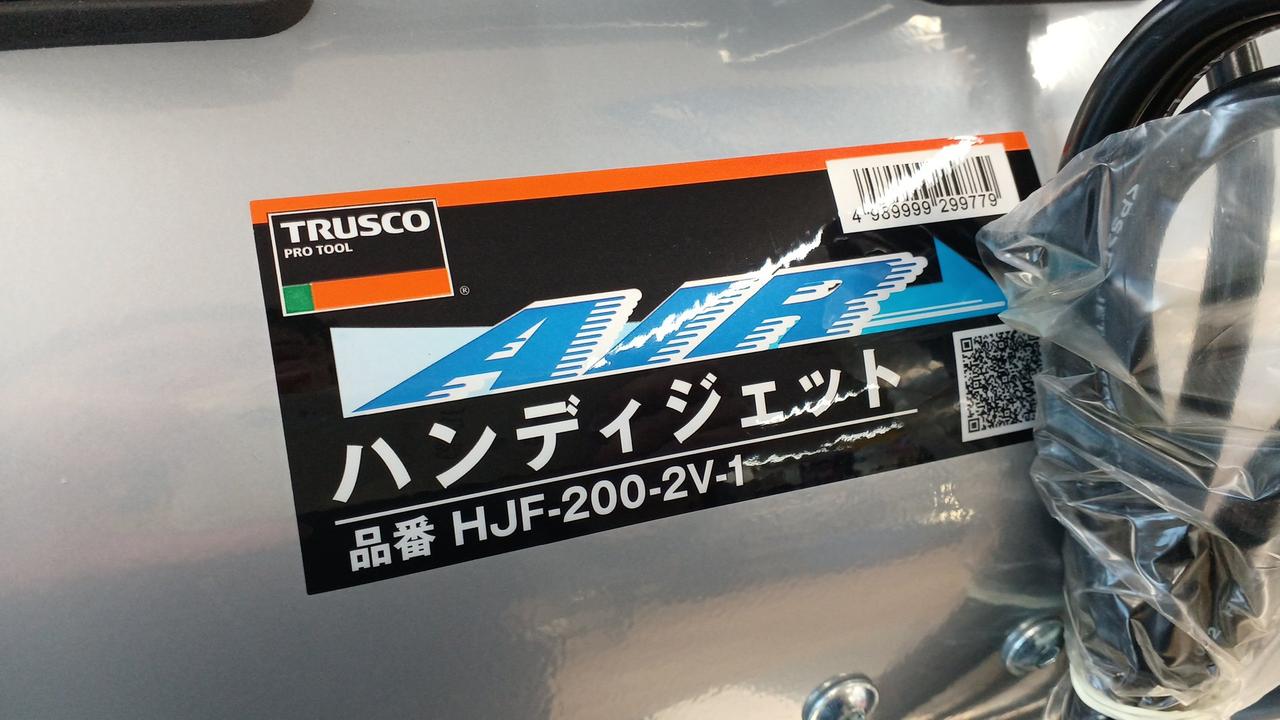 TRUSCO
PRO TOOL
®
4 989999 299779
AIR
ハンディジェット
品番 HJF-200-2V-1